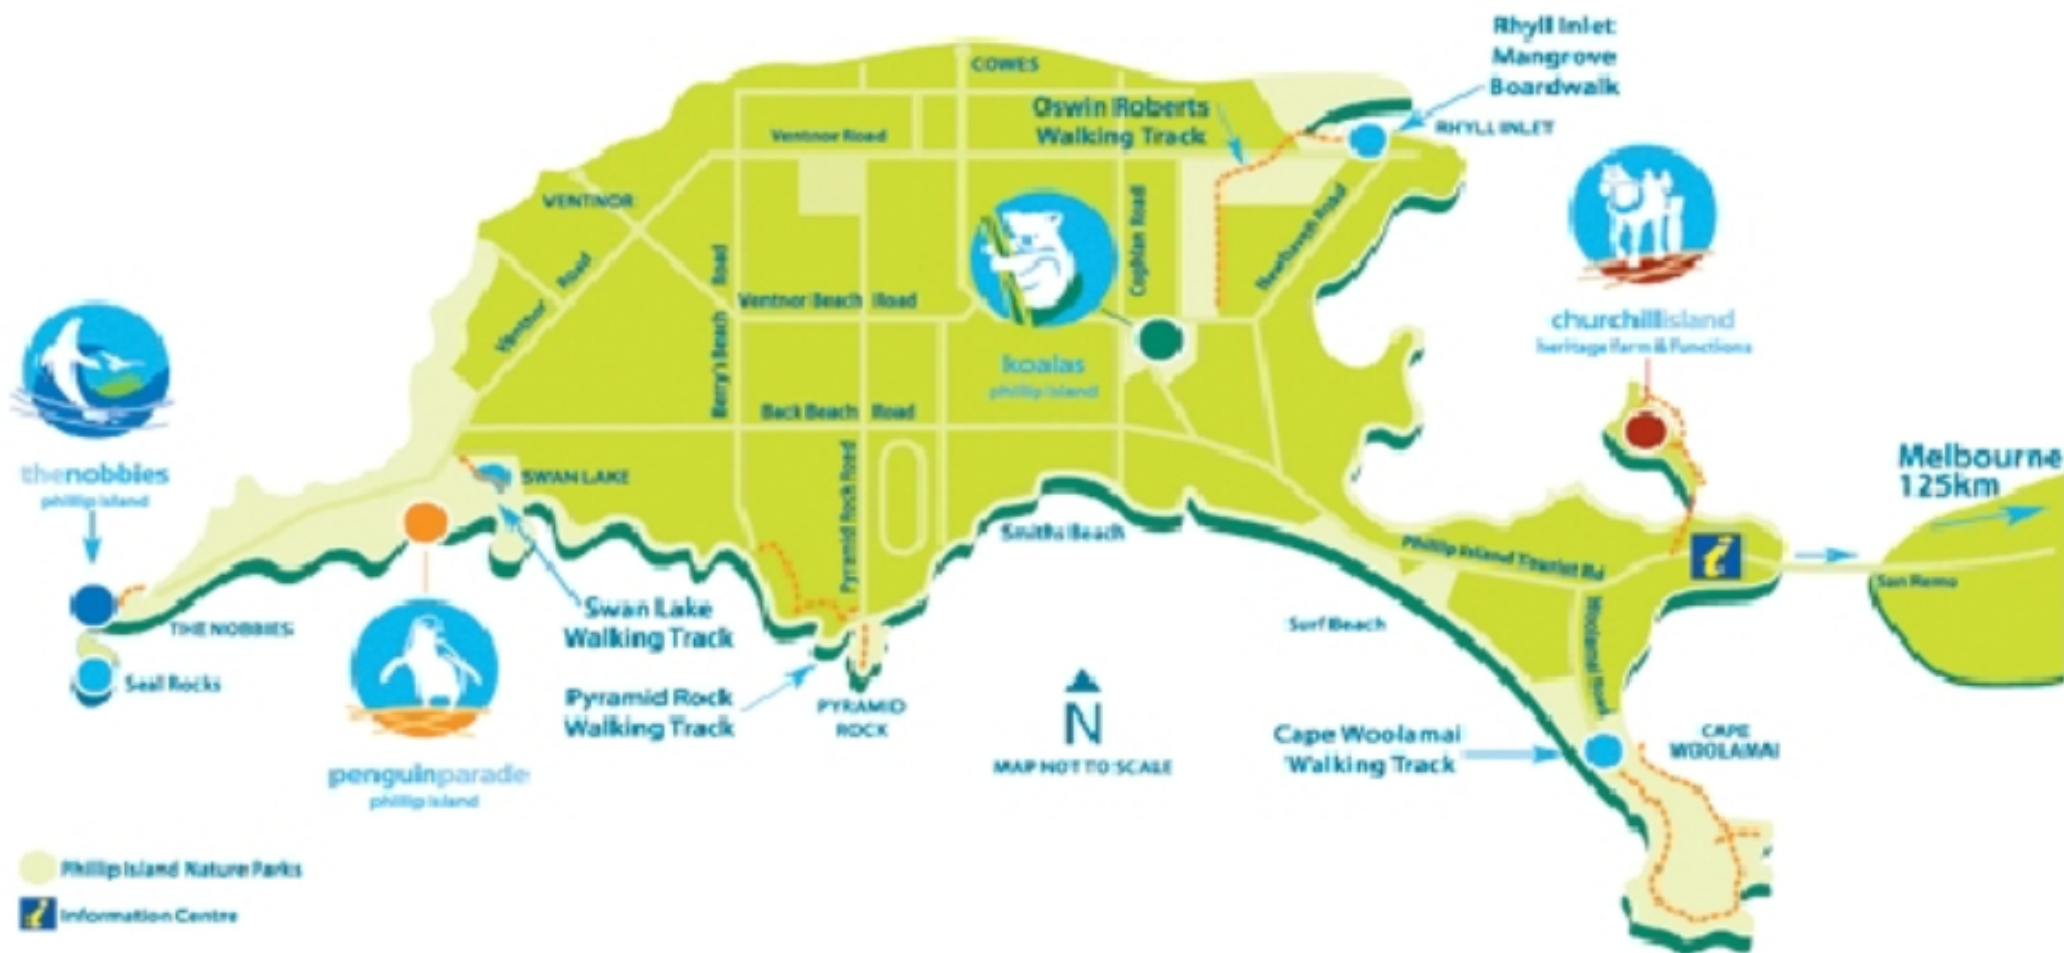 Rhyll Inlet
Mangrove
Boardwalk
COWES
Oswin Roberts
Walking Track
Ventnor Road
RHYLL INLET
VENTNOR
Coghlan Road
Newhaven Road
Ventnor Road
Berry's Beach Road
Ventnor Beach Road
koalas
phillip island
churchillisland
heritage farm & functions
thenobbies
phillip island
Back Beach Road
Pyramid Rock Road
SWAN LAKE
Smiths Beach
Melbourne
125km
Phillip Island Tourist Rd
San Remo
Woolamai Road
THE NOBBIES
Seal Rocks
Swan Lake
Walking Track
Surf Beach
Pyramid Rock
Walking Track
PYRAMID
ROCK
N
MAP NOT TO SCALE
Cape Woolamai
Walking Track
CAPE
WOOLAMAI
penguinparade
phillip island
Phillip Island Nature Parks
i
Information Centre